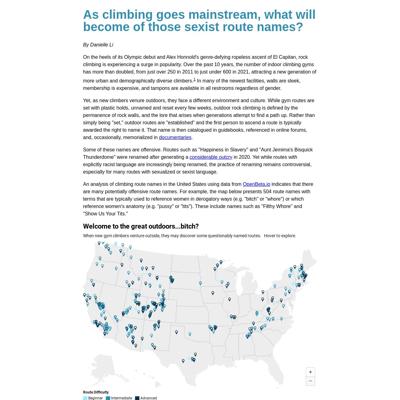 As climbing goes mainstream, what will
become of those sexist route names?
By Danielle Li
On the heels of its Olympic debut and Alex Honnold's genre-defying ropeless ascent of El Capitan, rock
climbing is experiencing a surge in popularity. Over the past 10 years, the number of indoor climbing gyms
has more than doubled, from just over 250 in 2011 to just under 600 in 2021, attracting a new generation of
more urban and demographically diverse climbers.1 In many of the newest facilities, walls are sleek,
membership is expensive, and tampons are available in all restrooms regardless of gender.
Yet, as new climbers venture outdoors, they face a different environment and culture. While gym routes are
set with plastic holds, unnamed and reset every few weeks, outdoor rock climbing is defined by the
permanence of rock walls, and the lore that arises when generations attempt to find a path up. Rather than
simply being "set," outdoor routes are "established" and the first person to ascend a route is typically
awarded the right to name it. That name is then catalogued in guidebooks, referenced in online forums,
and, occasionally, memorialized in documentaries.
Some of these names are offensive. Routes such as "Happiness in Slavery" and "Aunt Jemima's Bisquick
Thunderdome" were renamed after generating a considerable outcry in 2020. Yet while routes with
explicitly racial language are increasingly being renamed, the practice of renaming remains controversial,
especially for many routes with sexualized or sexist language.
An analysis of climbing route names in the United States using data from OpenBeta.io indicates that there
are many potentially offensive route names. For example, the map below presents 504 route names with
terms that are typically used to reference women in derogatory ways (e.g. "bitch" or "whore") or which
reference women's anatomy (e.g. "pussy" or "tits"). These include names such as "Filthy Whore" and
"Show Us Your Tits."
Welcome to the great outdoors...bitch?
When new gym climbers venture outside, they may discover some questionably named routes. Hover to explore.
+
−
Route Difficulty
Beginner Intermediate Advanced